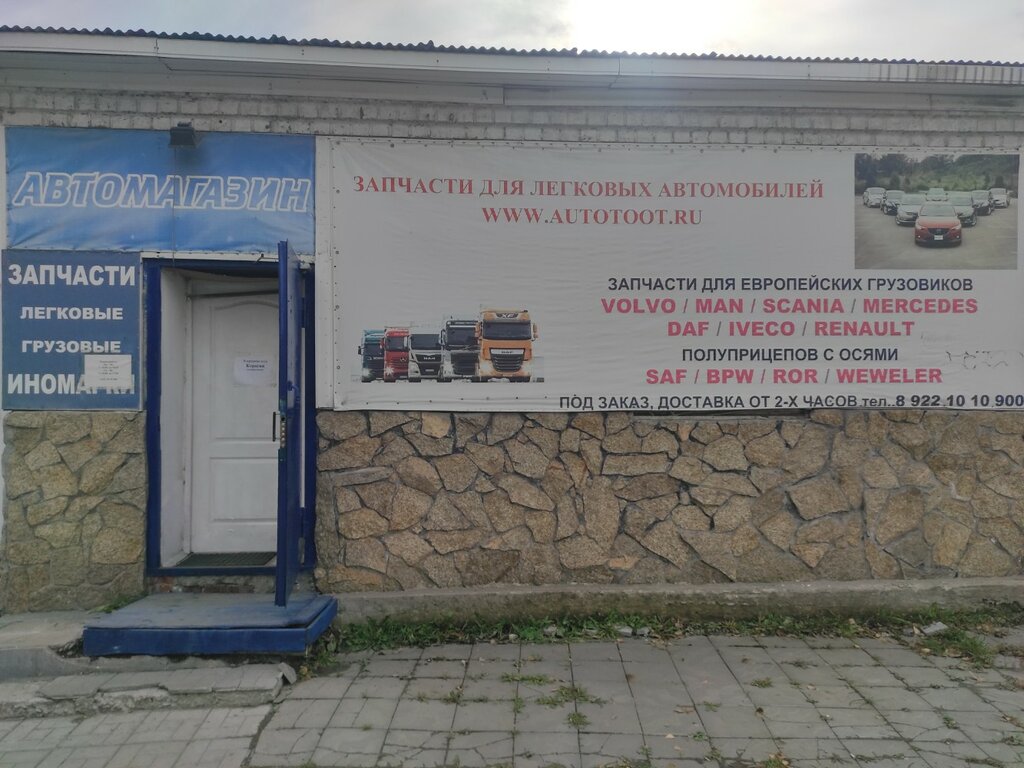 АВТОМАГАЗИН
ЗАПЧАСТИ
ЛЕГКОВЫЕ
ГРУЗОВЫЕ
ИНОМАРКИ
ЗАПЧАСТИ ДЛЯ ЛЕГКОВЫХ АВТОМОБИЛЕЙ
WWW.AUTOTOOT.RU
ЗАПЧАСТИ ДЛЯ ЕВРОПЕЙСКИХ ГРУЗОВИКОВ
VOLVO / MAN / SCANIA / MERCEDES
DAF / IVECO / RENAULT
ПОЛУПРИЦЕПОВ С ОСЯМИ
SAF / BPW / ROR / WEWELER
ПОД ЗАКАЗ, ДОСТАВКА ОТ 2-Х ЧАСОВ тел..8 922 10 10 900